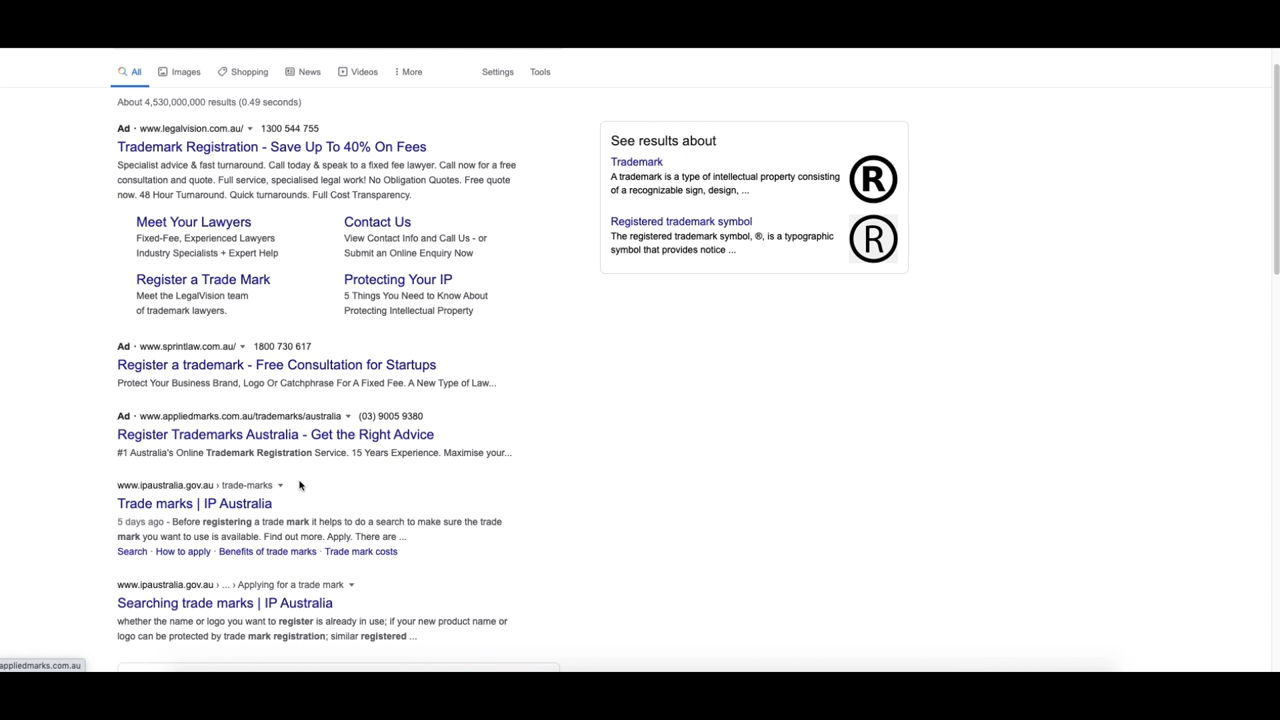 All Images Shopping News Videos More Settings Tools
About 4,530,000,000 results (0.49 seconds)
Ad · www.legalvision.com.au/ 1300 544 755
Trademark Registration - Save Up To 40% On Fees
Specialist advice & fast turnaround. Call today & speak to a fixed fee lawyer. Call now for a free
consultation and quote. Full service, specialised legal work! No Obligation Quotes. Free quote
now. 48 Hour Turnaround. Quick turnarounds. Full Cost Transparency.
Meet Your Lawyers
Fixed-Fee, Experienced Lawyers
Industry Specialists + Expert Help
Contact Us
View Contact Info and Call Us - or
Submit an Online Enquiry Now
Register a Trade Mark
Meet the LegalVision team
of trademark lawyers.
Protecting Your IP
5 Things You Need to Know About
Protecting Intellectual Property
Ad · www.sprintlaw.com.au/ 1800 730 617
Register a trademark - Free Consultation for Startups
Protect Your Business Brand, Logo Or Catchphrase For A Fixed Fee. A New Type of Law...
Ad · www.appliedmarks.com.au/trademarks/australia (03) 9005 9380
Register Trademarks Australia - Get the Right Advice
#1 Australia's Online Trademark Registration Service. 15 Years Experience. Maximise your...
www.ipaustralia.gov.au › trade-marks
Trade marks | IP Australia
5 days ago - Before registering a trade mark it helps to do a search to make sure the trade
mark you want to use is available. Find out more. Apply. There are ...
Search · How to apply · Benefits of trade marks · Trade mark costs
www.ipaustralia.gov.au › ... › Applying for a trade mark
Searching trade marks | IP Australia
whether the name or logo you want to register is already in use; if your new product name or
logo can be protected by trade mark registration; similar registered ...
See results about
Trademark
A trademark is a type of intellectual property consisting
of a recognizable sign, design, ...
R
Registered trademark symbol
The registered trademark symbol, ®, is a typographic
symbol that provides notice ...
R
appliedmarks.com.au